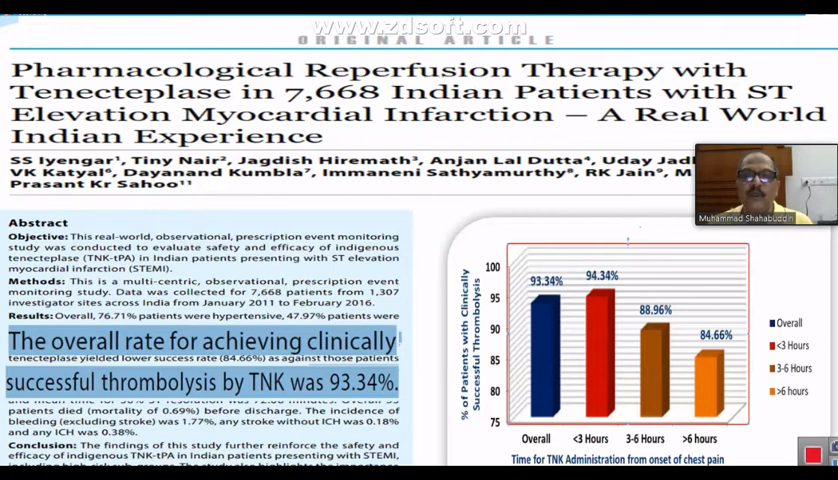 www.zdsoft.com
ORIGINAL ARTICLE
Pharmacological Reperfusion Therapy with
Tenecteplase in 7,668 Indian Patients with ST
Elevation Myocardial Infarction – A Real World
Indian Experience
SS Iyengar¹, Tiny Nair², Jagdish Hiremath³, Anjan Lal Dutta⁴, Uday
VK Katyal⁶, Dayanand Kumbla⁷, Immaneni Sathyamurthy⁸, RK Jain⁹, M
Prasant Kr Sahoo¹¹
Muhammad Shahabuddin
Abstract
Objective: This real-world, observational, prescription event monitoring
study was conducted to evaluate safety and efficacy of indigenous
tenecteplase (TNK-tPA) in Indian patients presenting with ST elevation
myocardial infarction (STEMI).
Methods: This is a multi-centric, observational, prescription event
monitoring study. Data was collected for 7,668 patients from 1,307
investigator sites across India from January 2011 to February 2016.
Results: Overall, 76.71% patients were hypertensive, 47.97% patients were
The overall rate for achieving clinically
tenecteplase yielded lower success rate (84.66%) as against those patients
successful thrombolysis by TNK was 93.34%.
patients died (mortality of 0.69%) before discharge. The incidence of
bleeding (excluding stroke) was 1.77%, any stroke without ICH was 0.18%
and any ICH was 0.38%.
Conclusion: The findings of this study further reinforce the safety and
efficacy of indigenous TNK-tPA in Indian patients presenting with STEMI,
% of Patients with Clinically
Successful Thrombolysis
100
95
90
85
80
75
93.34%
94.34%
88.96%
84.66%
Overall
<3 Hours
3-6 Hours
>6 hours
Time for TNK Administration from onset of chest pain
Overall
<3 Hours
3-6 Hours
>6 hours